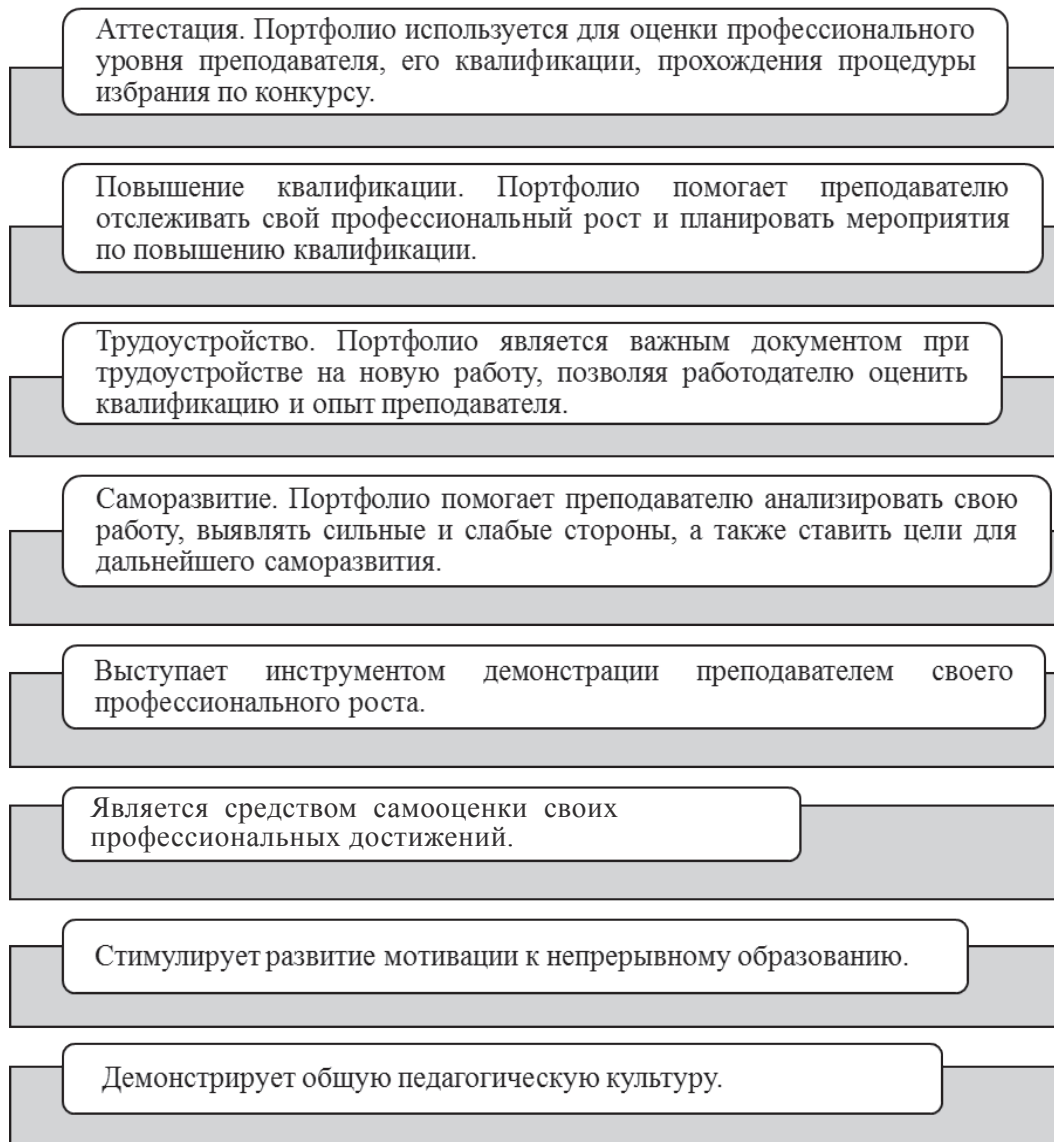 Аттестация. Портфолио используется для оценки профессионального
уровня преподавателя, его квалификации, прохождения процедуры
избрания по конкурсу.
Повышение квалификации. Портфолио помогает преподавателю
отслеживать свой профессиональный рост и планировать мероприятия
по повышению квалификации.
Трудоустройство. Портфолио является важным документом при
трудоустройстве на новую работу, позволяя работодателю оценить
квалификацию и опыт преподавателя.
Саморазвитие. Портфолио помогает преподавателю анализировать свою
работу, выявлять сильные и слабые стороны, а также ставить цели для
дальнейшего саморазвития.
Выступает инструментом демонстрации преподавателем своего
профессионального роста.
Является средством самооценки своих
профессиональных достижений.
Стимулирует развитие мотивации к непрерывному образованию.
Демонстрирует общую педагогическую культуру.